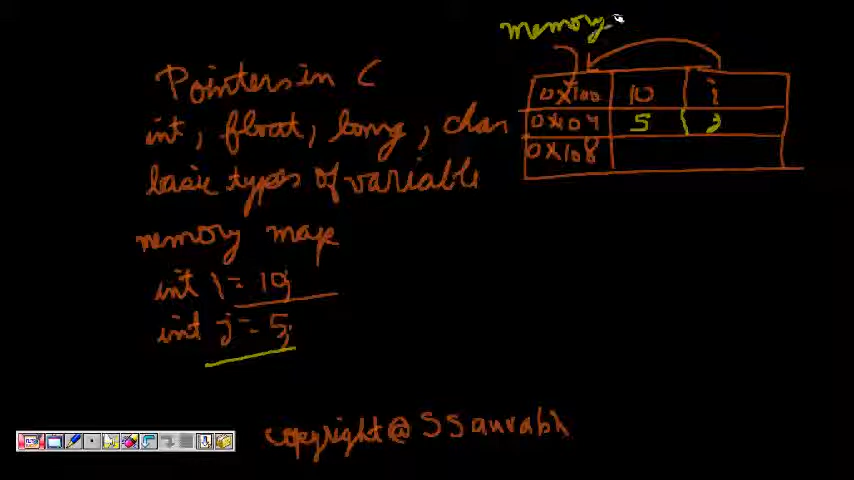 memory
Pointers in C
int, float, long, char
basic types of variable
memory map
int i = 10;
int j = 5;
0x100 10 i
0x104 5 j
0x108
copyright@SSaurabh